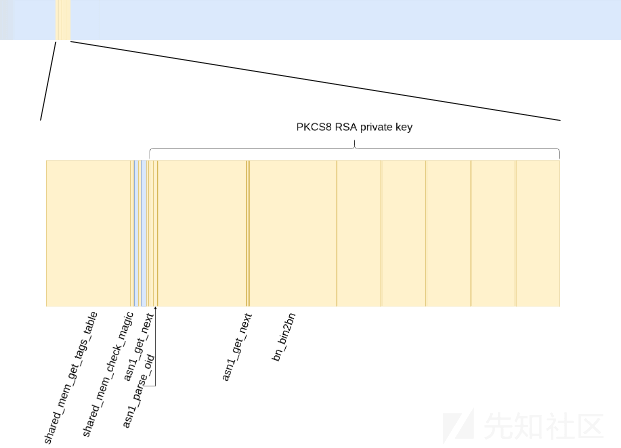 PKCS8 RSA private key
shared_mem_get_tags_table
shared_mem_check_magic
asn1_get_next
asn1_parse_oid
asn1_get_next
bn_bin2bn
先知社区